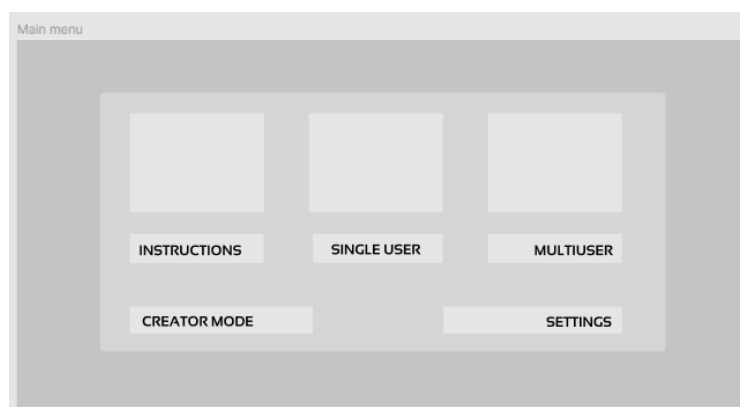 Main menu
INSTRUCTIONS
SINGLE USER
MULTIUSER
CREATOR MODE
SETTINGS